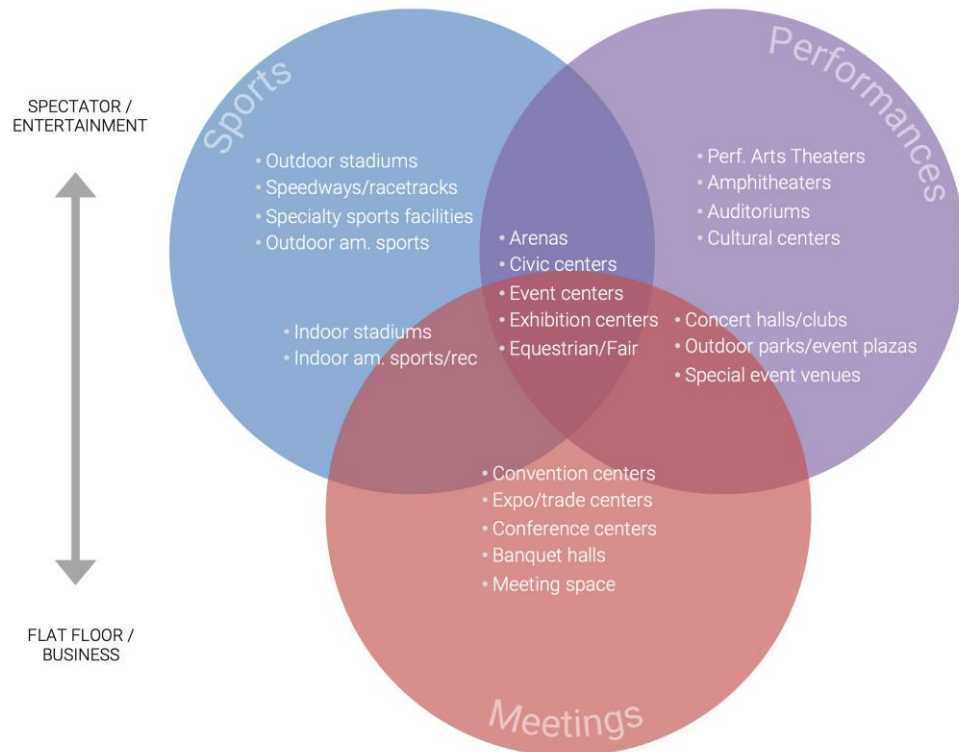 Sports
Performances
SPECTATOR /
ENTERTAINMENT
• Outdoor stadiums
• Speedways/racetracks
• Specialty sports facilities
• Outdoor am. sports
• Perf. Arts Theaters
• Amphitheaters
• Auditoriums
• Cultural centers
• Arenas
• Civic centers
• Event centers
• Exhibition centers
• Equestrian/Fair
• Indoor stadiums
• Indoor am. sports/rec
• Concert halls/clubs
• Outdoor parks/event plazas
• Special event venues
• Convention centers
• Expo/trade centers
• Conference centers
• Banquet halls
• Meeting space
FLAT FLOOR /
BUSINESS
Meetings